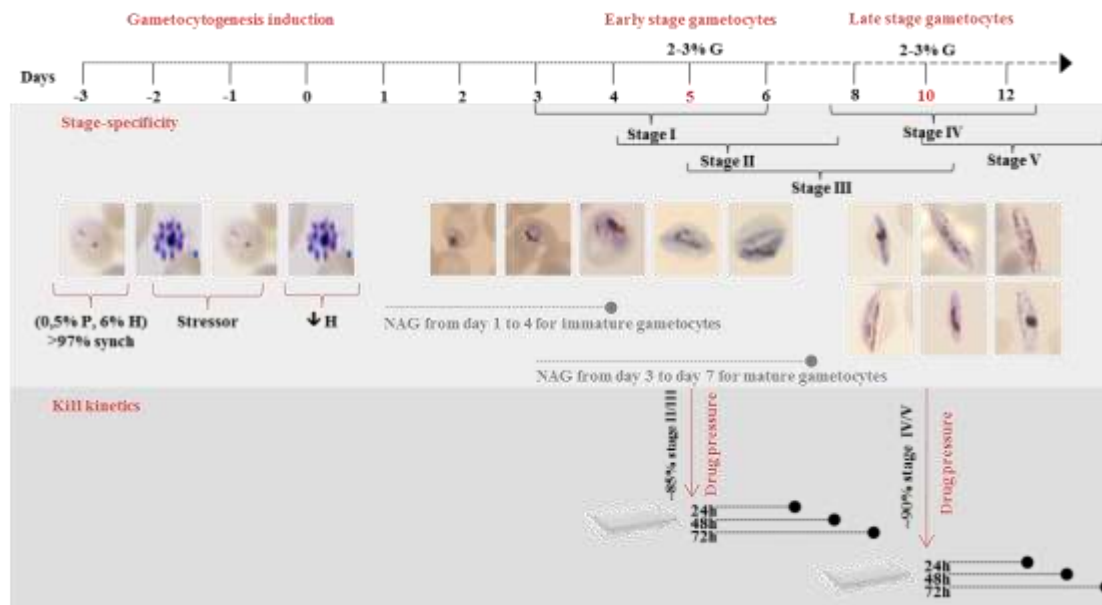 Gametocytogenesis induction
Early stage gametocytes
Late stage gametocytes
2-3% G
2-3% G
Days
-3 -2 -1 0 1 2 3 4 5 6 8 10 12
Stage-specificity
Stage I
Stage IV
Stage II
Stage V
Stage III
(0,5% P, 6% H)
>97% synch
Stressor
↓ H
NAG from day 1 to 4 for immature gametocytes
NAG from day 3 to day 7 for mature gametocytes
Kill kinetics
~85% stage II/III
Drug pressure
~90% stage IV/V
Drug pressure
24h
48h
72h
24h
48h
72h